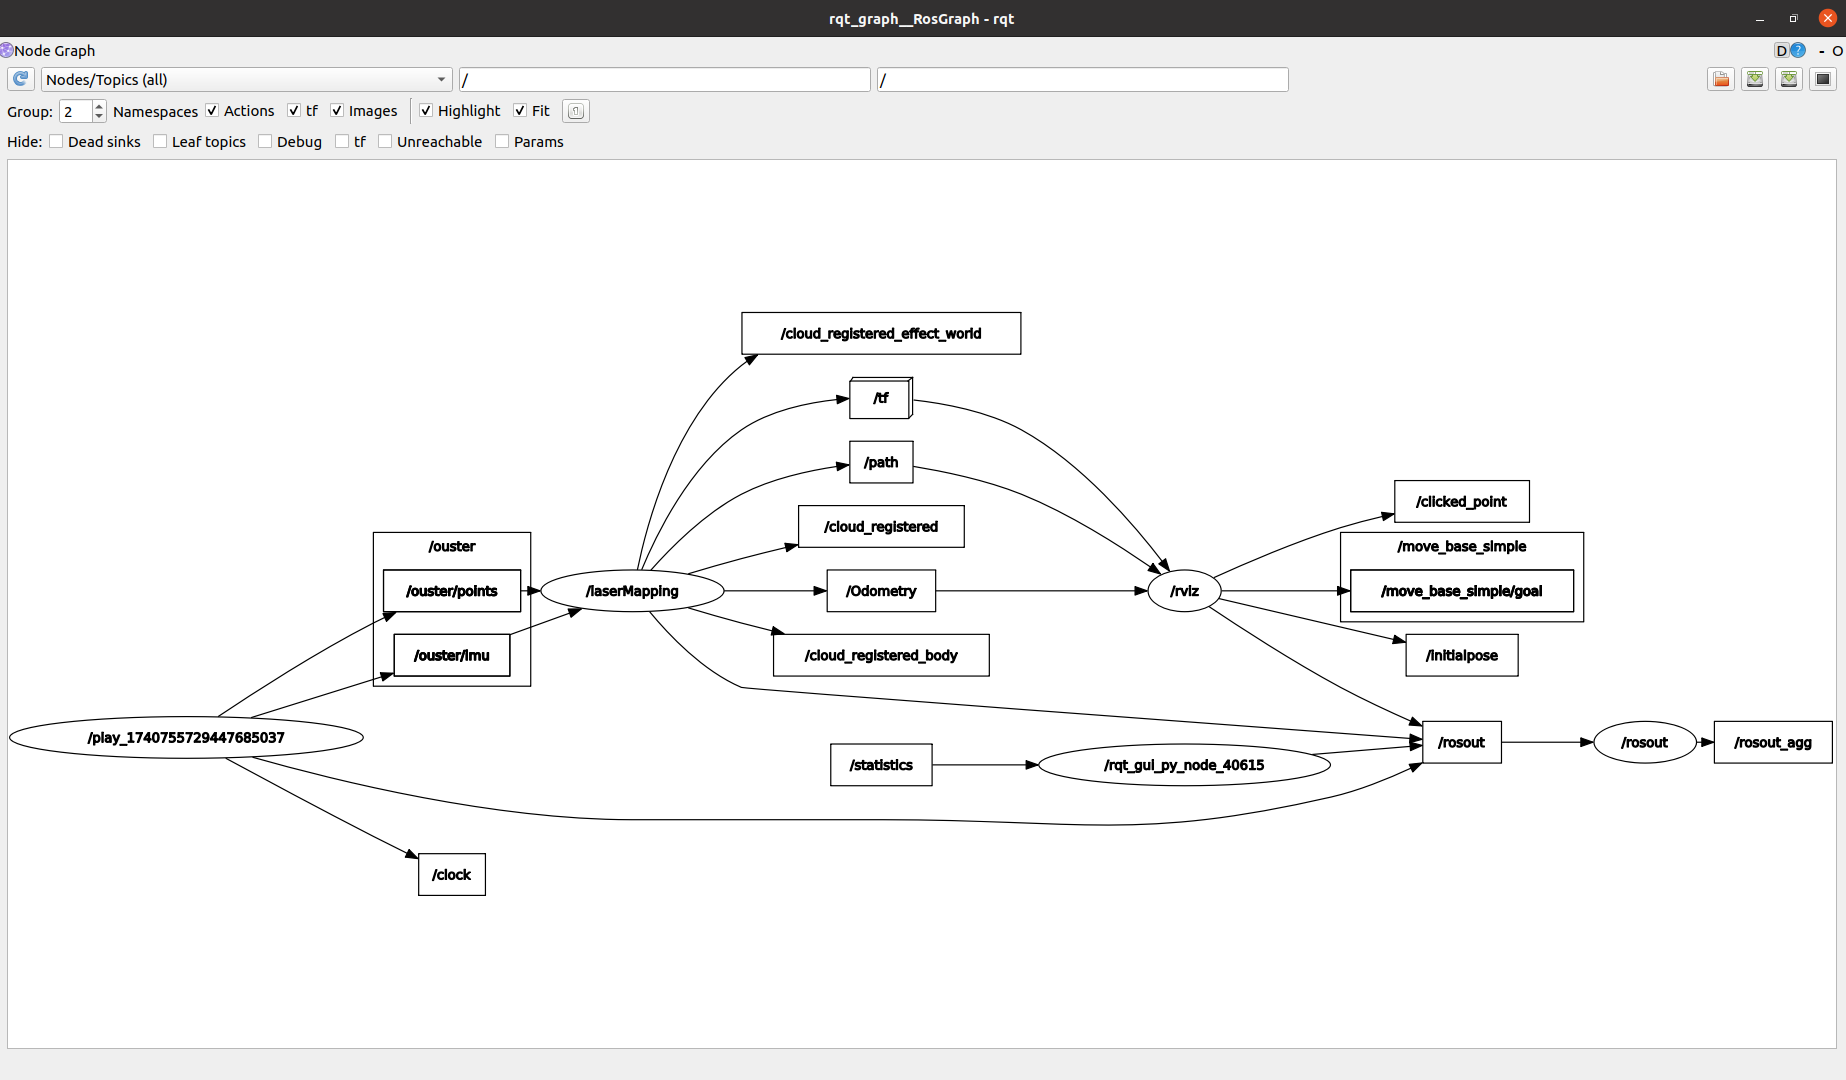 rqt_graph__RosGraph - rqt
Node Graph
D ? - O
Nodes/Topics (all) / /
Group: 2 Namespaces Actions tf Images Highlight Fit
Hide: Dead sinks Leaf topics Debug tf Unreachable Params
/cloud_registered_effect_world
/tf
/path
/clicked_point
/cloud_registered
/ouster
/move_base_simple
/ouster/points
/laserMapping
/Odometry
/rviz
/move_base_simple/goal
/ouster/imu
/cloud_registered_body
/initialpose
/play_1740755729447685037
/rosout
/rosout
/rosout_agg
/statistics
/rqt_gui_py_node_40615
/clock